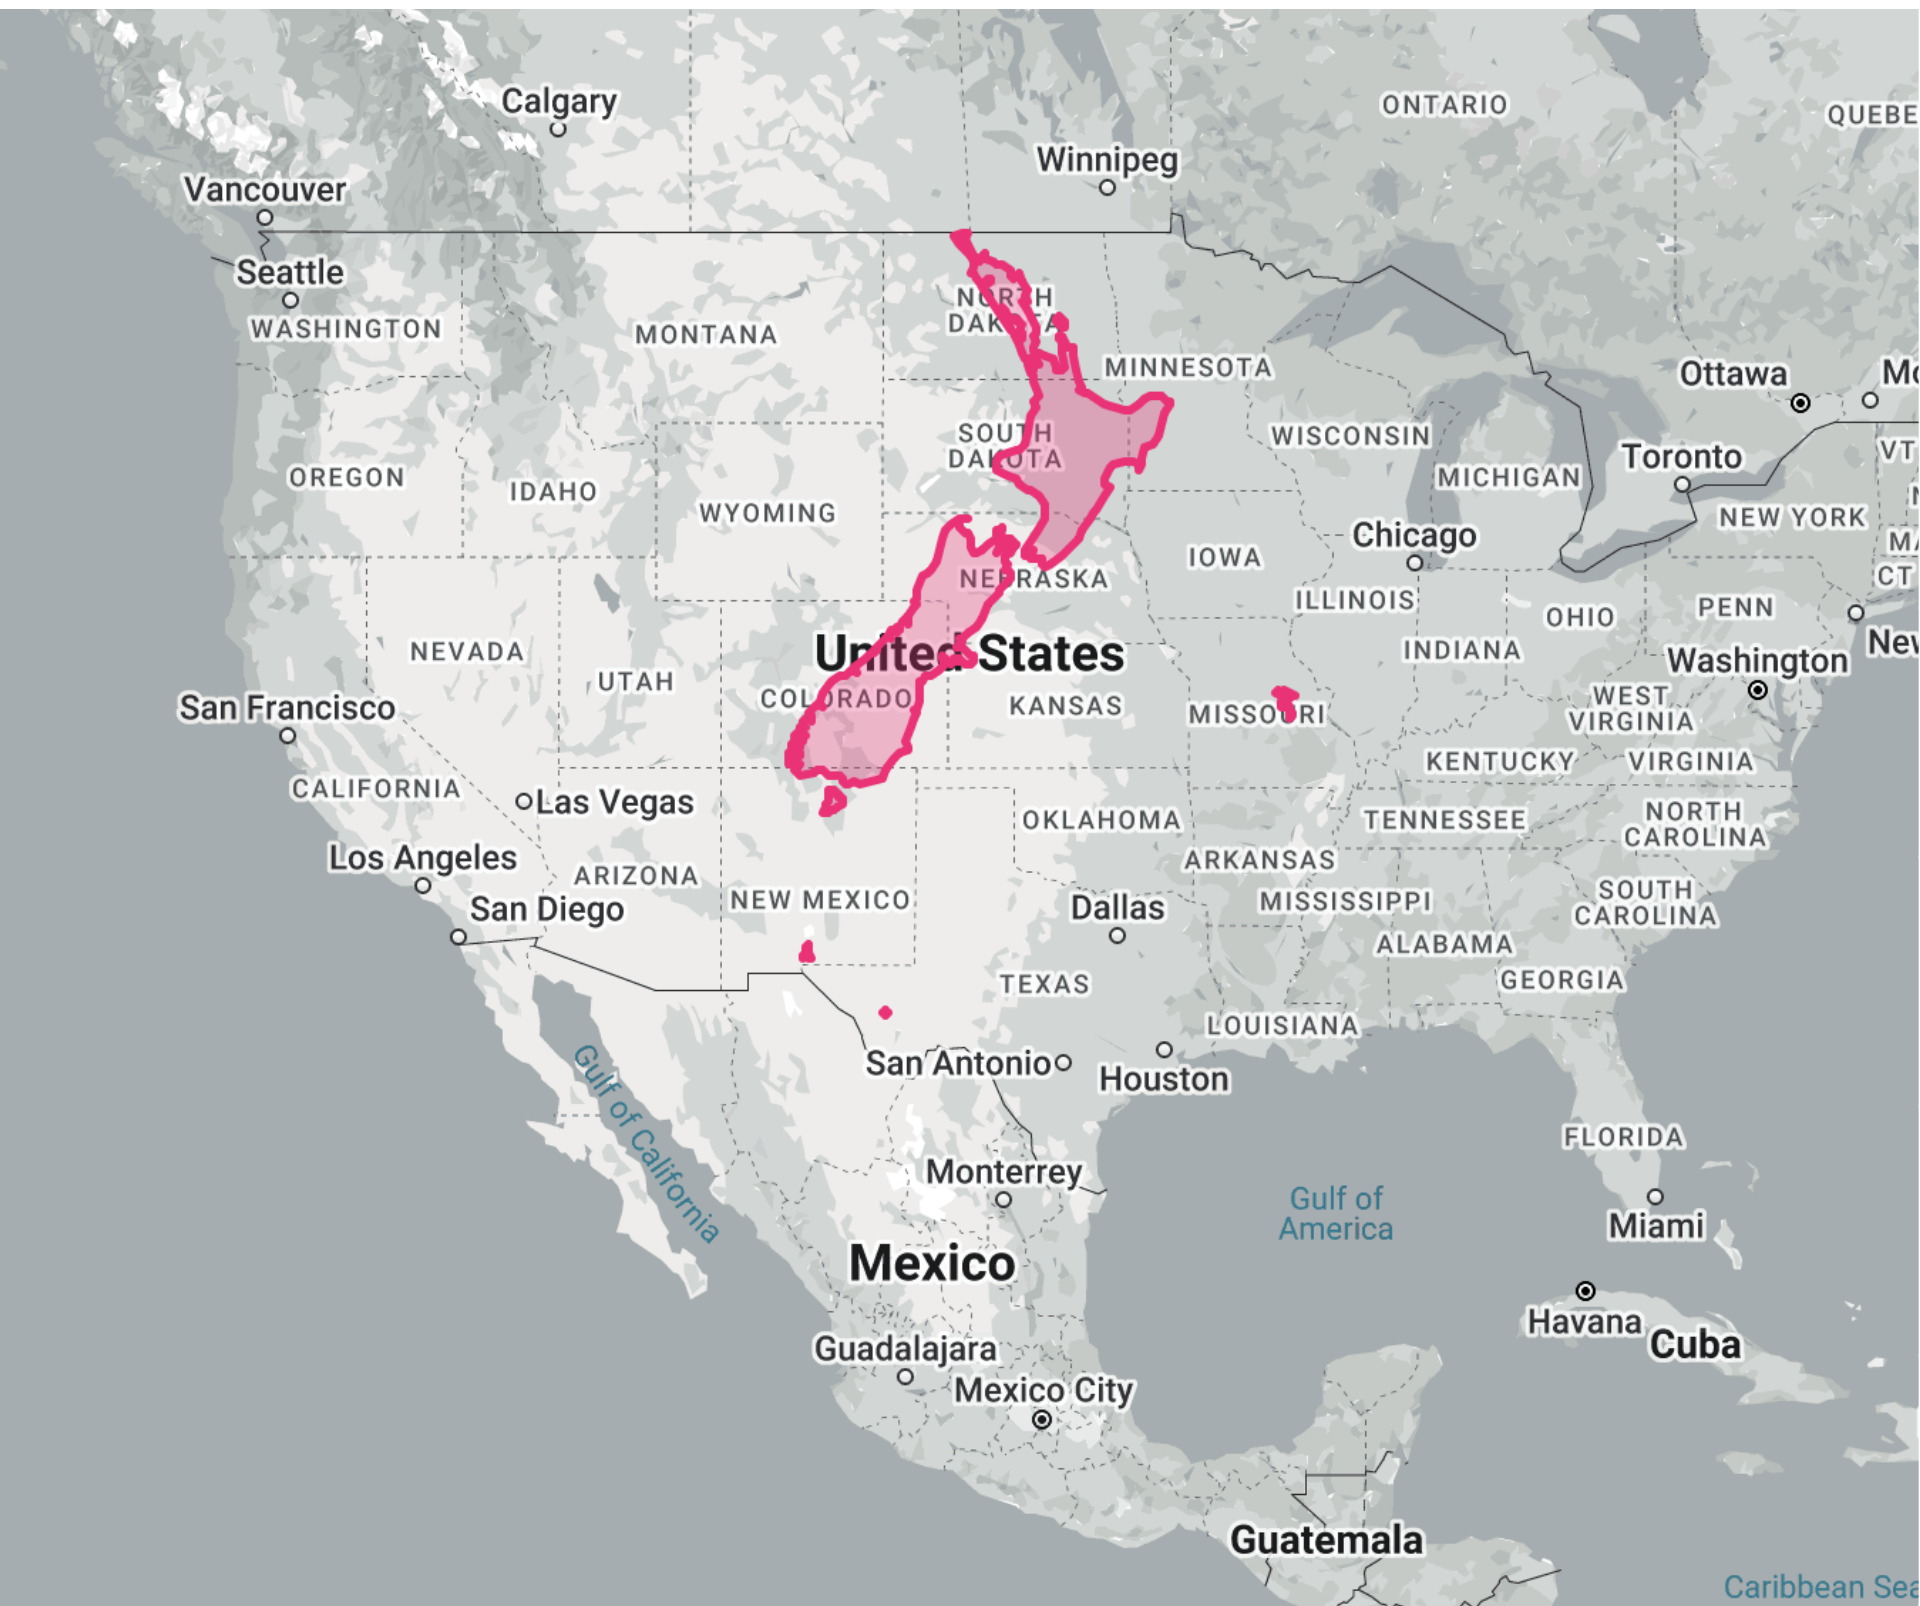 Calgary
ONTARIO
QUEBE
Winnipeg
Vancouver
Seattle
WASHINGTON
MONTANA
NORTH
DAKOTA
MINNESOTA
Ottawa
Mo
SOUTH
DAKOTA
WISCONSIN
MICHIGAN
Toronto
VT
OREGON
IDAHO
WYOMING
NEW YORK
MA
Chicago
IOWA
NEBRASKA
CT
ILLINOIS
INDIANA
OHIO
PENN
New
NEVADA
UTAH
United States
Washington
COLORADO
KANSAS
MISSOURI
WEST
VIRGINIA
San Francisco
CALIFORNIA
KENTUCKY
VIRGINIA
Las Vegas
OKLAHOMA
TENNESSEE
NORTH
CAROLINA
Los Angeles
ARIZONA
ARKANSAS
San Diego
NEW MEXICO
Dallas
MISSISSIPPI
SOUTH
CAROLINA
ALABAMA
TEXAS
GEORGIA
LOUISIANA
San Antonio
Houston
Gulf of California
FLORIDA
Monterrey
Gulf of
America
Miami
Mexico
Havana
Cuba
Guadalajara
Mexico City
Guatemala
Caribbean Sea